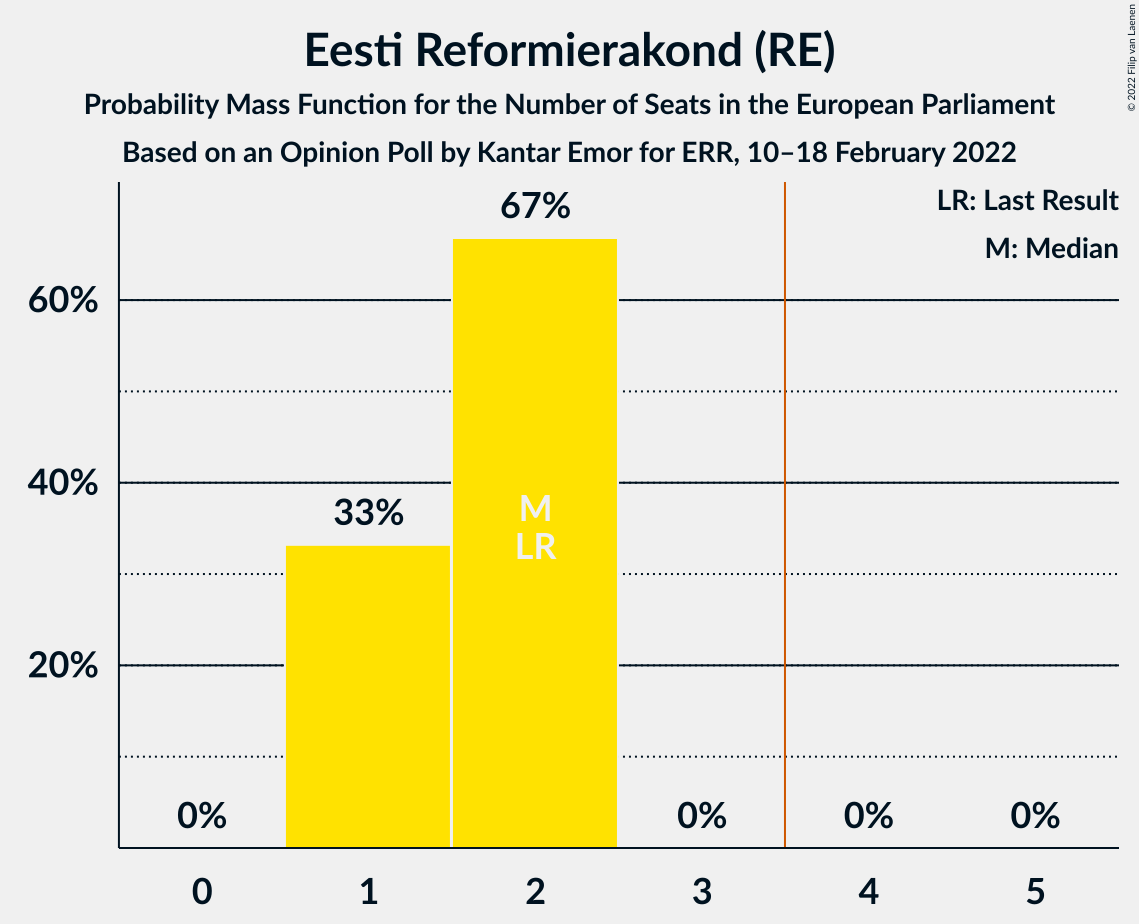 Eesti Reformierakond (RE)
Probability Mass Function for the Number of Seats in the European Parliament
Based on an Opinion Poll by Kantar Emor for ERR, 10–18 February 2022
© 2022 Filip van Laenen
LR: Last Result
M: Median
67%
60%
40%
33%
M
LR
20%
0%
0%
0%
0%
0
1
2
3
4
5